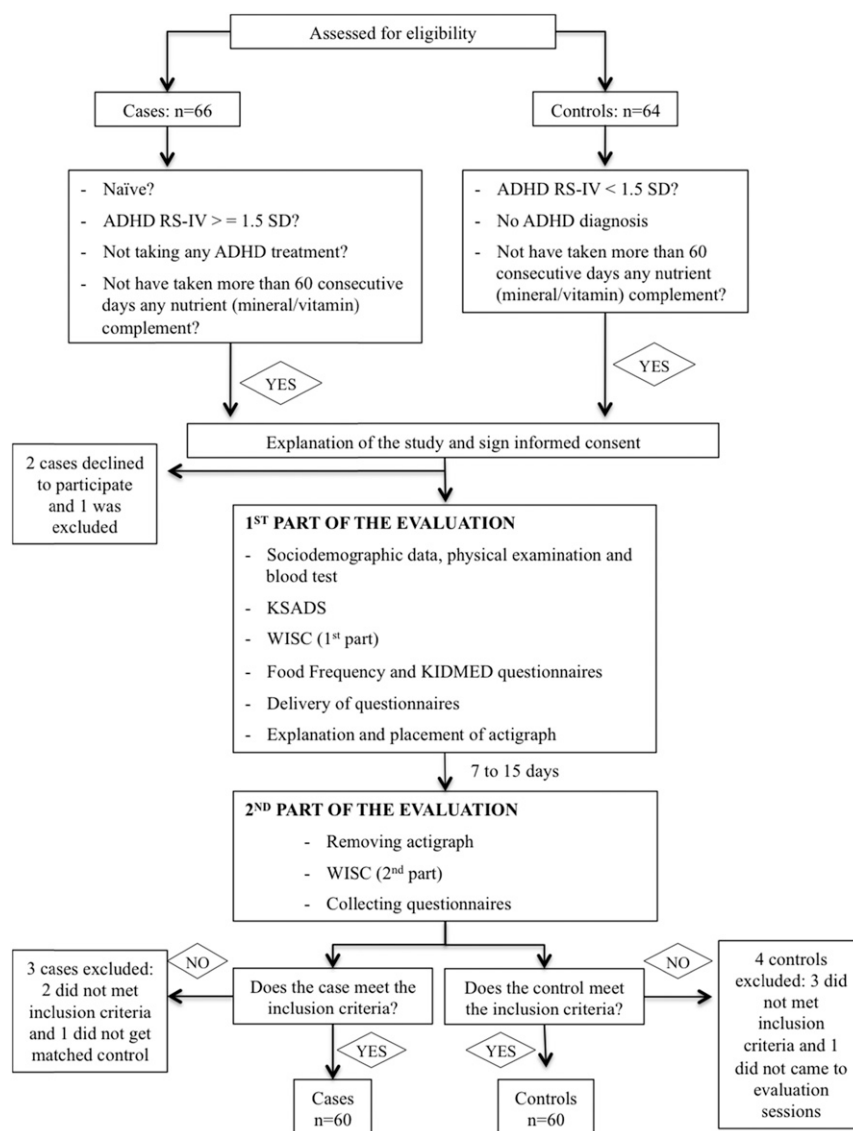 Assessed for eligibility
Cases: n=66
Controls: n=64
- Naïve?
- ADHD RS-IV > = 1.5 SD?
- Not taking any ADHD treatment?
- Not have taken more than 60 consecutive
days any nutrient (mineral/vitamin)
complement?
- ADHD RS-IV < 1.5 SD?
- No ADHD diagnosis
- Not have taken more than 60
consecutive days any nutrient
(mineral/vitamin) complement?
YES
YES
Explanation of the study and sign informed consent
2 cases declined
to participate
and 1 was
excluded
1ST PART OF THE EVALUATION
- Sociodemographic data, physical examination and
blood test
- KSADS
- WISC (1st part)
- Food Frequency and KIDMED questionnaires
- Delivery of questionnaires
- Explanation and placement of actigraph
7 to 15 days
2ND PART OF THE EVALUATION
- Removing actigraph
- WISC (2nd part)
- Collecting questionnaires
3 cases excluded:
2 did not met
inclusion criteria
and 1 did not get
matched control
NO
Does the case meet the
inclusion criteria?
Does the control meet
the inclusion criteria?
NO
4 controls
excluded: 3 did
not met
inclusion
criteria and 1
did not came to
evaluation
sessions
YES
YES
Cases
n=60
Controls
n=60